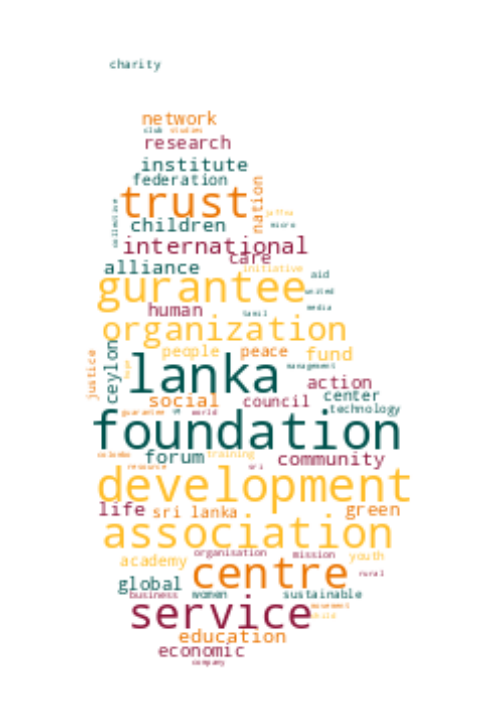 charity
network
club studies
research
institute
federation
trust
nation
collective
jaffna
children
micro
international
care
alliance
initiative
aid
gurantee
united
human
media
tamil
organization
justice
ceylon
people peace fund
hope
management
lanka
action
social council center
technology
guarantee
world
foundation
colombo
forum
training
community
resource
sri
development
life sri lanka green
association
organisation mission youth
academy
centre
rural
global
business women sustainable
service
movement
child
education
economic
company